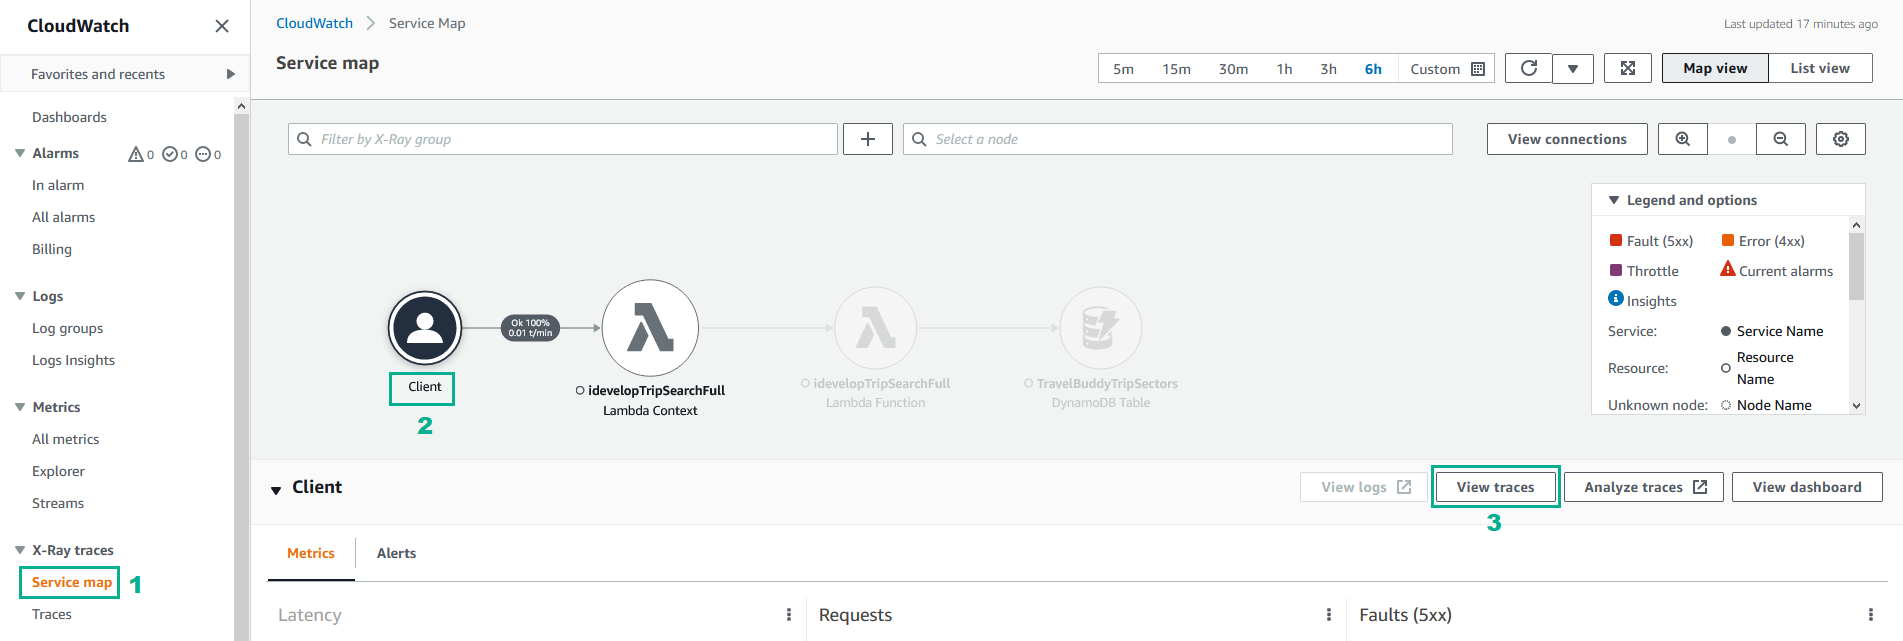 CloudWatch
Favorites and recents
Dashboards
Alarms 0 0 0
In alarm
All alarms
Billing
Logs
Log groups
Logs Insights
Metrics
All metrics
Explorer
Streams
X-Ray traces
Service map 1
Traces
CloudWatch Service Map
Last updated 17 minutes ago
Service map
5m 15m 30m 1h 3h 6h Custom
Map view List view
Filter by X-Ray group
Select a node
View connections
Legend and options
Fault (5xx) Error (4xx)
Throttle Current alarms
Insights
Service: Service Name
Resource: Resource
Name
Unknown node: Node Name
Ok 100%
0.01 t/min
Client
2
idevelopTripSearchFull
Lambda Context
idevelopTripSearchFull
Lambda Function
TravelBuddyTripSectors
DynamoDB Table
Client
View logs View traces Analyze traces View dashboard
3
Metrics Alerts
Latency Requests Faults (5xx)